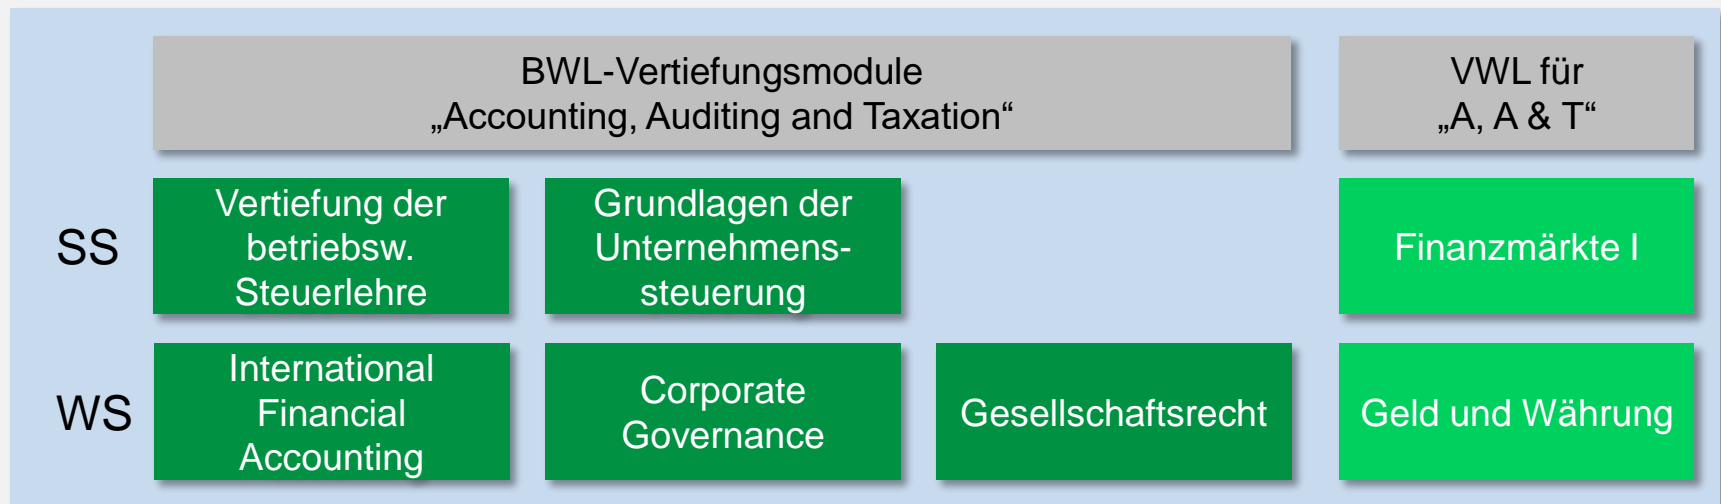 BWL-Vertiefungsmodule
„Accounting, Auditing and Taxation“
VWL für
„A, A & T“
SS
Vertiefung der
betriebsw.
Steuerlehre
Grundlagen der
Unternehmens-
steuerung
Finanzmärkte I
WS
International
Financial
Accounting
Corporate
Governance
Gesellschaftsrecht
Geld und Währung